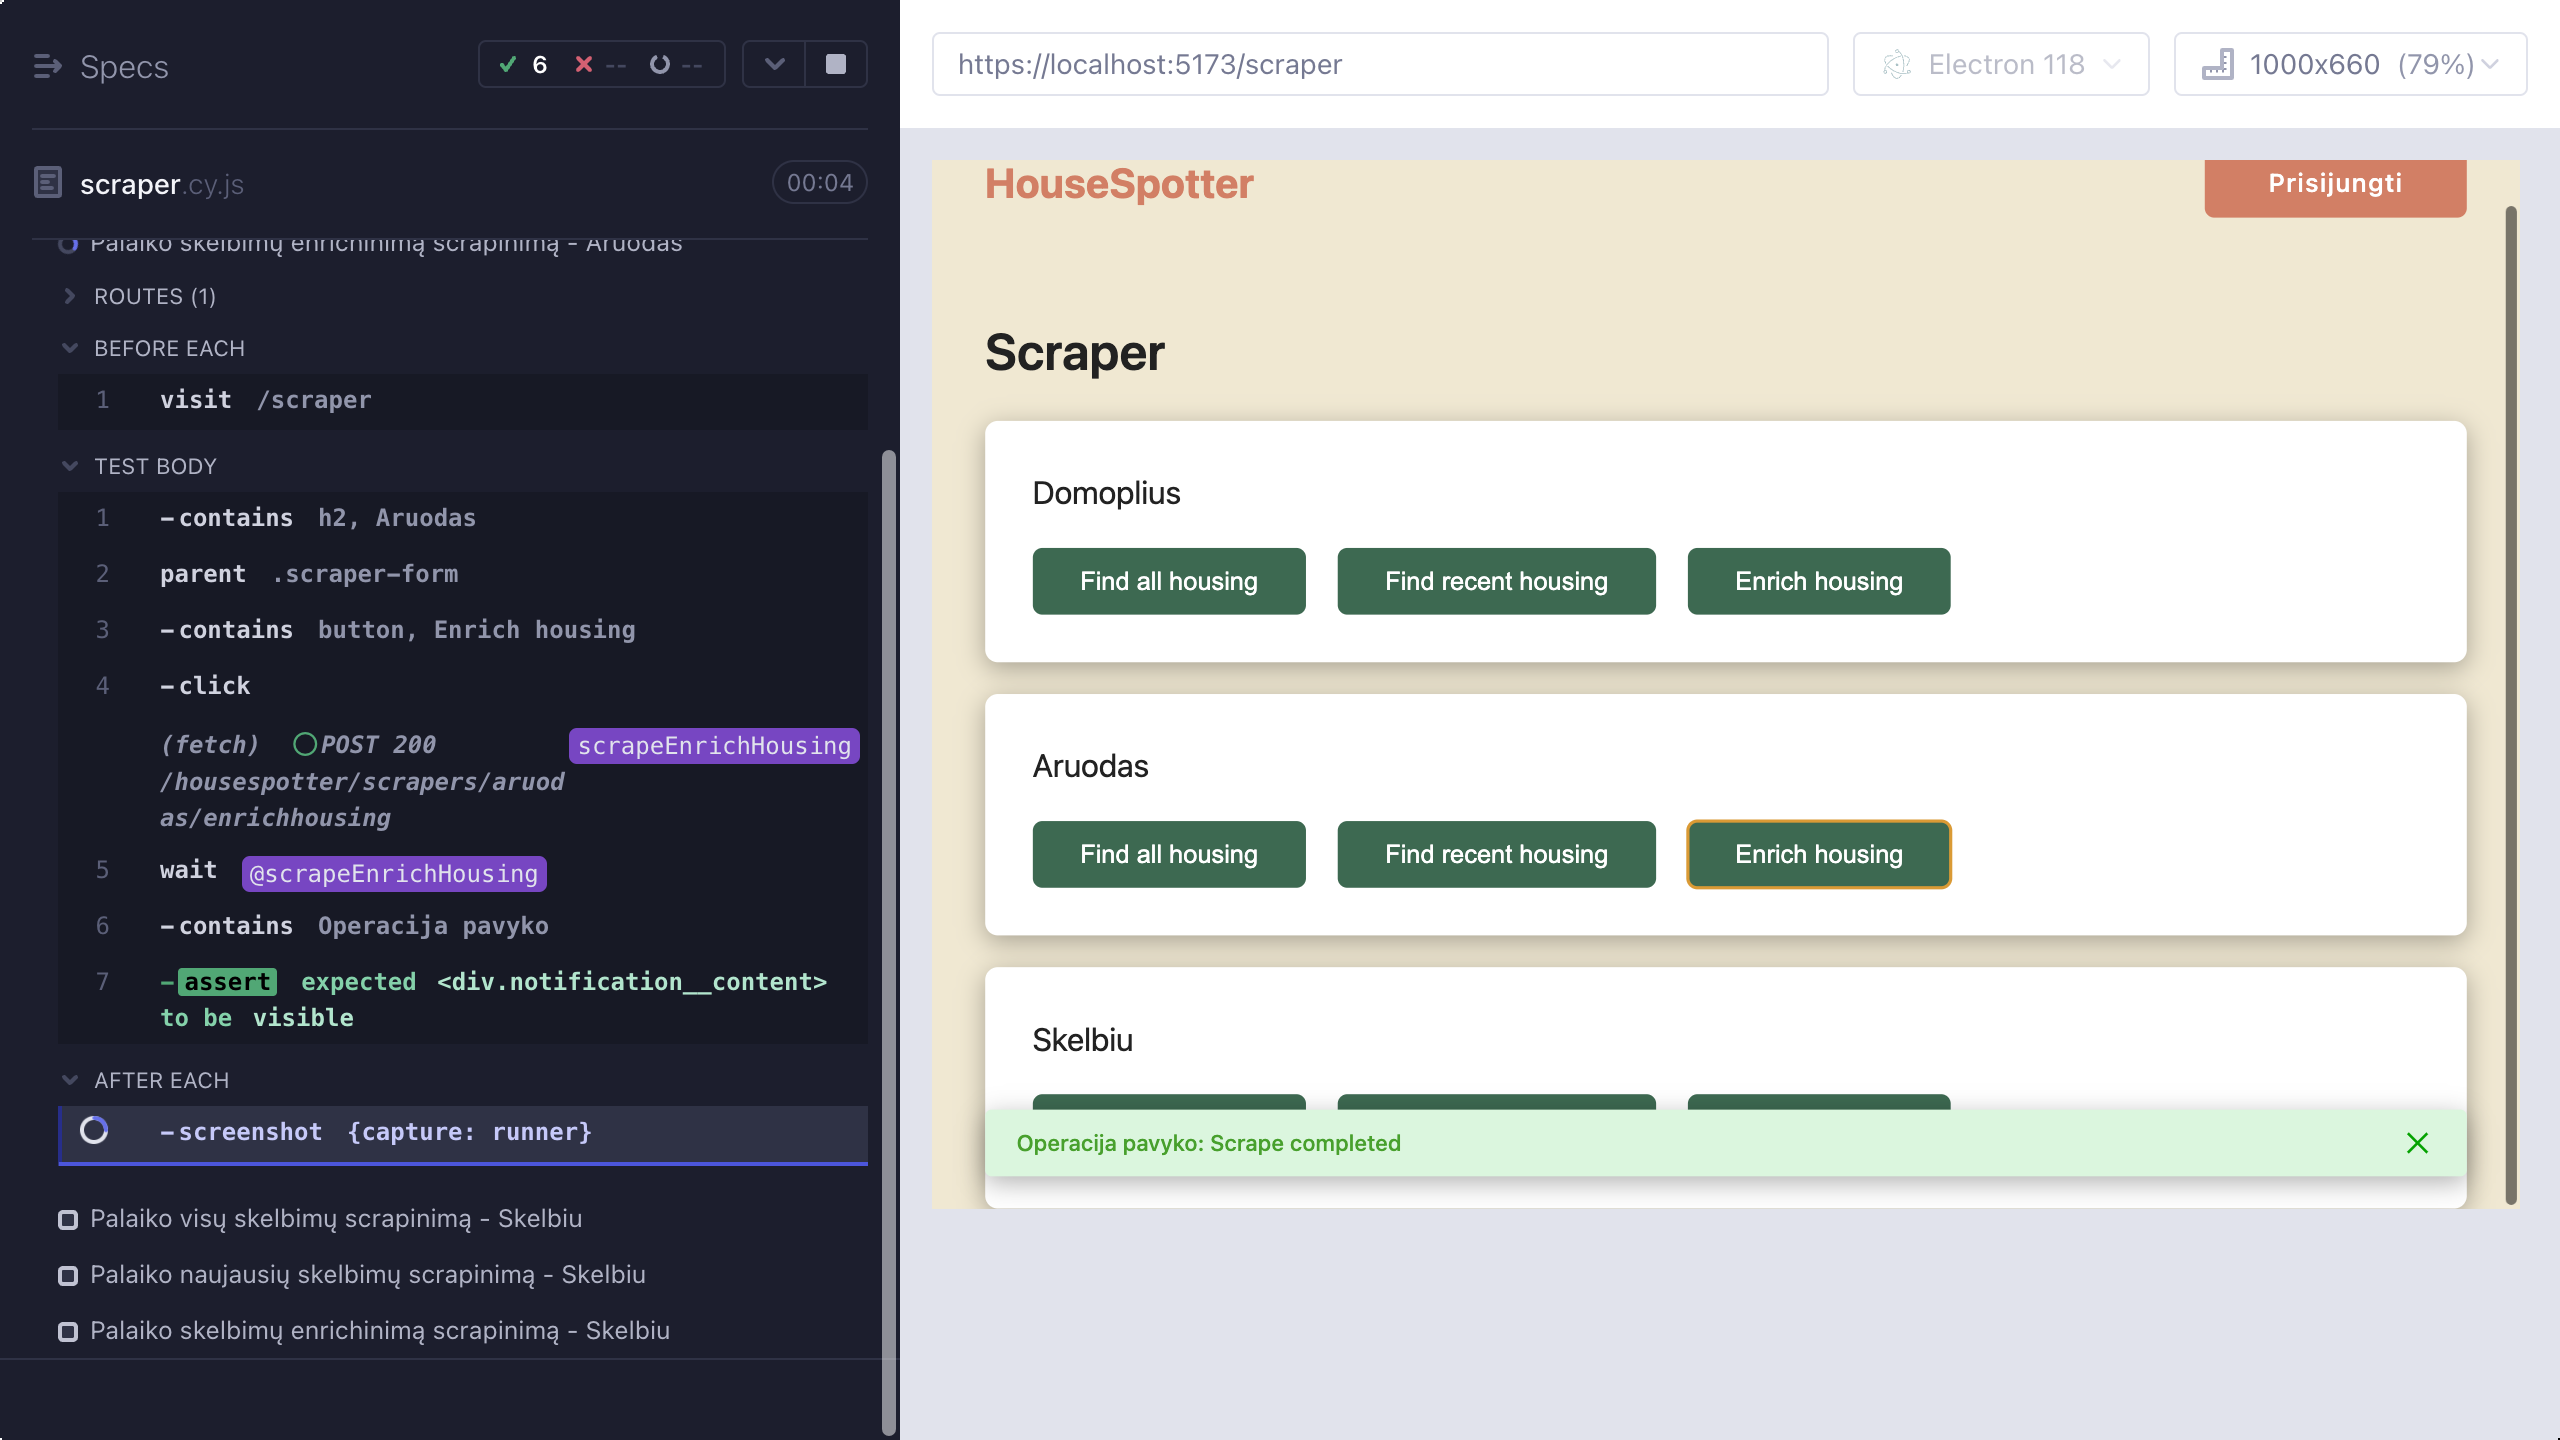 Specs
6 -- --
scraper.cy.js
00:04
Palaiko skelbimų enrichinimą scrapinimą - Aruodas
ROUTES (1)
BEFORE EACH
1 visit /scraper
TEST BODY
1 -contains h2, Aruodas
2 parent .scraper-form
3 -contains button, Enrich housing
4 -click
(fetch) POST 200 scrapeEnrichHousing
/housespotter/scrapers/aruod
as/enrichhousing
5 wait @scrapeEnrichHousing
6 -contains Operacija pavyko
7 -assert expected <div.notification__content>
to be visible
AFTER EACH
-screenshot {capture: runner}
Palaiko visų skelbimų scrapinimą - Skelbiu
Palaiko naujausių skelbimų scrapinimą - Skelbiu
Palaiko skelbimų enrichinimą scrapinimą - Skelbiu
https://localhost:5173/scraper
Electron 118
1000x660 (79%)
HouseSpotter
Prisijungti
Scraper
Domoplius
Find all housing Find recent housing Enrich housing
Aruodas
Find all housing Find recent housing Enrich housing
Skelbiu
Operacija pavyko: Scrape completed